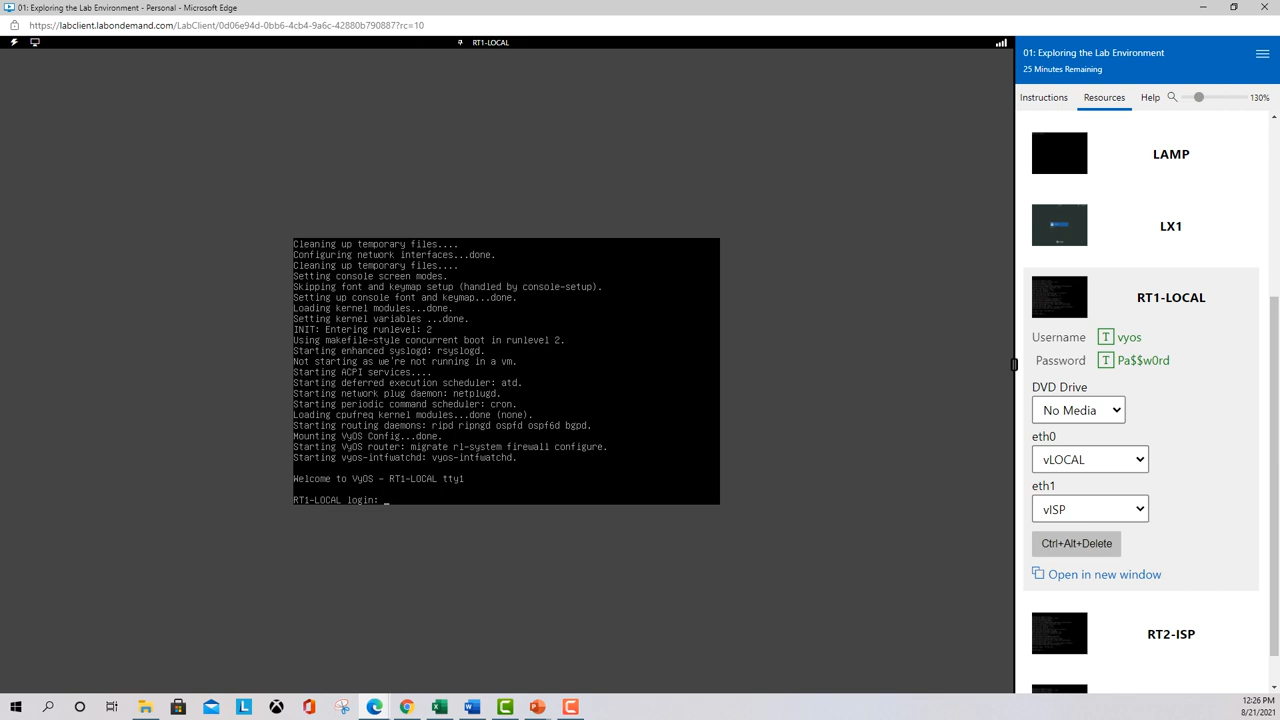 01: Exploring the Lab Environment - Personal - Microsoft Edge
https://labclient.labondemand.com/LabClient/0d06e94d-0bb6-4cb4-9a6c-42880b790887?rc=10
RT1-LOCAL
01: Exploring the Lab Environment
25 Minutes Remaining
Instructions Resources Help 130%
LAMP
LX1
RT1-LOCAL
Username T vyos
Password T Pa$$w0rd
DVD Drive
No Media
eth0
vLOCAL
eth1
vISP
Ctrl+Alt+Delete
Open in new window
RT2-ISP
Cleaning up temporary files....
Configuring network interfaces...done.
Cleaning up temporary files....
Setting console screen modes.
Skipping font and keymap setup (handled by console-setup).
Setting up console font and keymap...done.
Loading kernel modules...done.
Setting kernel variables ...done.
INIT: Entering runlevel: 2
Using makefile-style concurrent boot in runlevel 2.
Starting enhanced syslogd: rsyslogd.
Not starting as we're not running in a vm.
Starting ACPI services....
Starting deferred execution scheduler: atd.
Starting network plug daemon: netplugd.
Starting periodic command scheduler: cron.
Loading cpufreq kernel modules...done (none).
Starting routing daemons: ripd ripngd ospfd ospf6d bgpd.
Mounting VyOS Config...done.
Starting VyOS router: migrate rl-system firewall configure.
Starting vyos-intfwatchd: vyos-intfwatchd.
Welcome to VyOS - RT1-LOCAL tty1
RT1-LOCAL login: _
12:26 PM
8/21/2021